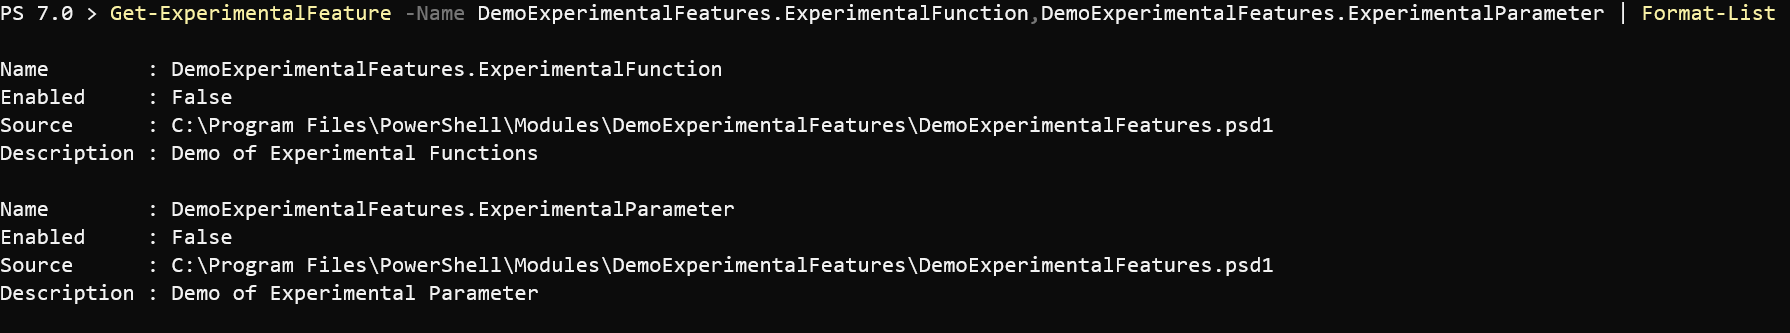 PS 7.0 > Get-ExperimentalFeature -Name DemoExperimentalFeatures.ExperimentalFunction,DemoExperimentalFeatures.ExperimentalParameter | Format-List
Name        : DemoExperimentalFeatures.ExperimentalFunction
Enabled     : False
Source      : C:\Program Files\PowerShell\Modules\DemoExperimentalFeatures\DemoExperimentalFeatures.psd1
Description : Demo of Experimental Functions
Name        : DemoExperimentalFeatures.ExperimentalParameter
Enabled     : False
Source      : C:\Program Files\PowerShell\Modules\DemoExperimentalFeatures\DemoExperimentalFeatures.psd1
Description : Demo of Experimental Parameter